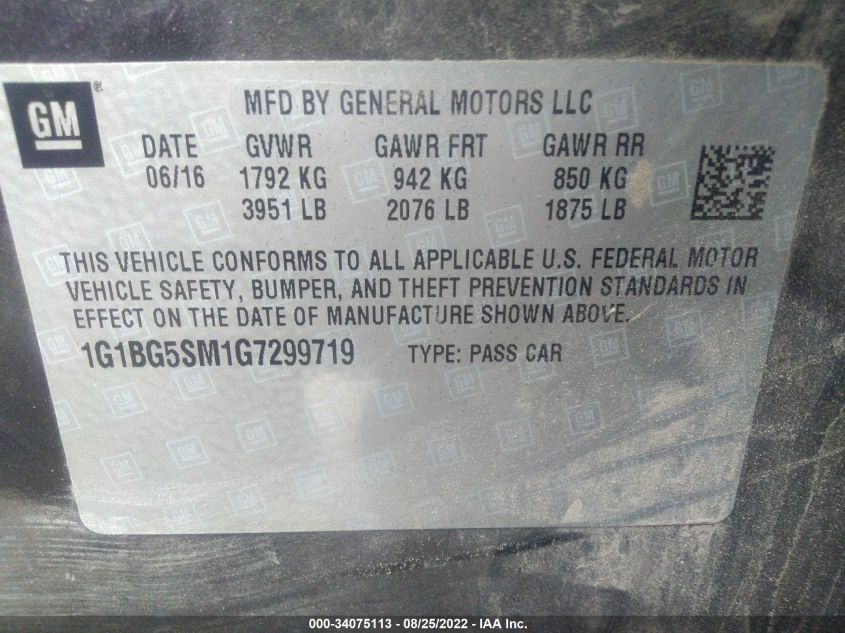 GM ®
MFD BY GENERAL MOTORS LLC
DATE GVWR GAWR FRT GAWR RR
06/16 1792 KG 942 KG 850 KG
3951 LB 2076 LB 1875 LB
THIS VEHICLE CONFORMS TO ALL APPLICABLE U.S. FEDERAL MOTOR
VEHICLE SAFETY, BUMPER, AND THEFT PREVENTION STANDARDS IN
EFFECT ON THE DATE OF MANUFACTURE SHOWN ABOVE.
1G1BG5SM1G7299719 TYPE: PASS CAR
000-34075113 - 08/25/2022 - IAA Inc.